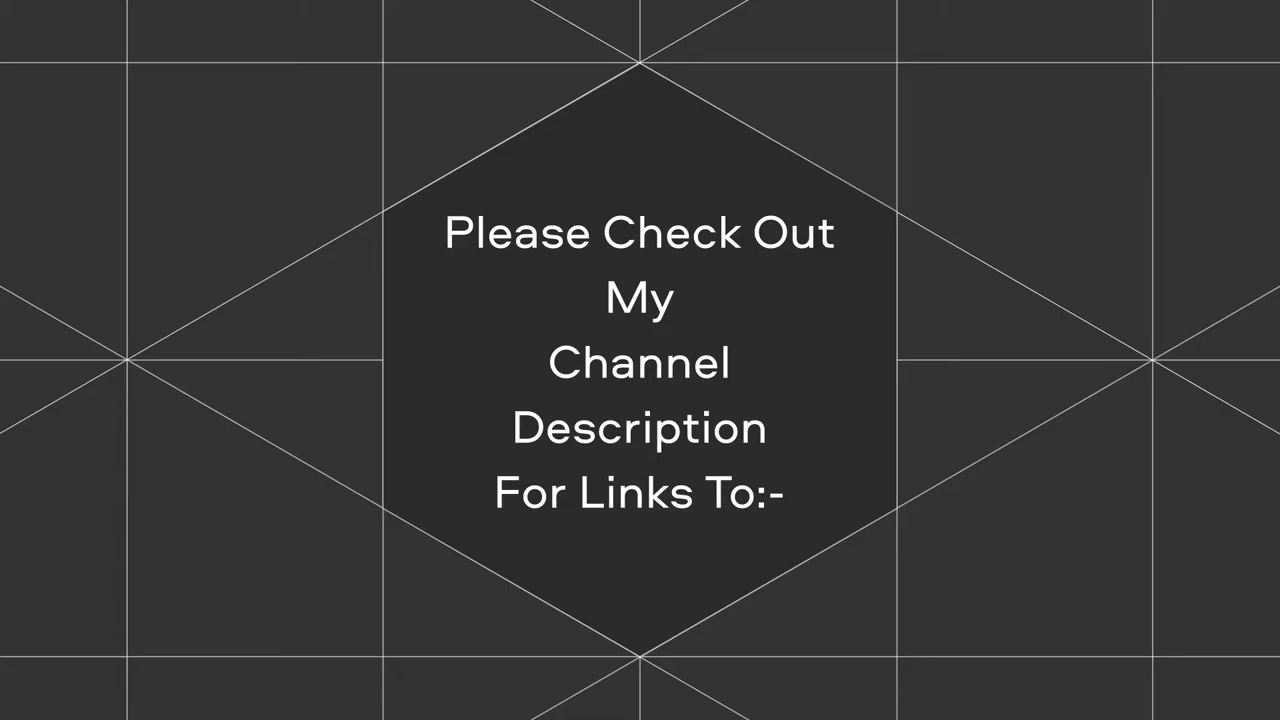 Please Check Out
My
Channel
Description
For Links To:-